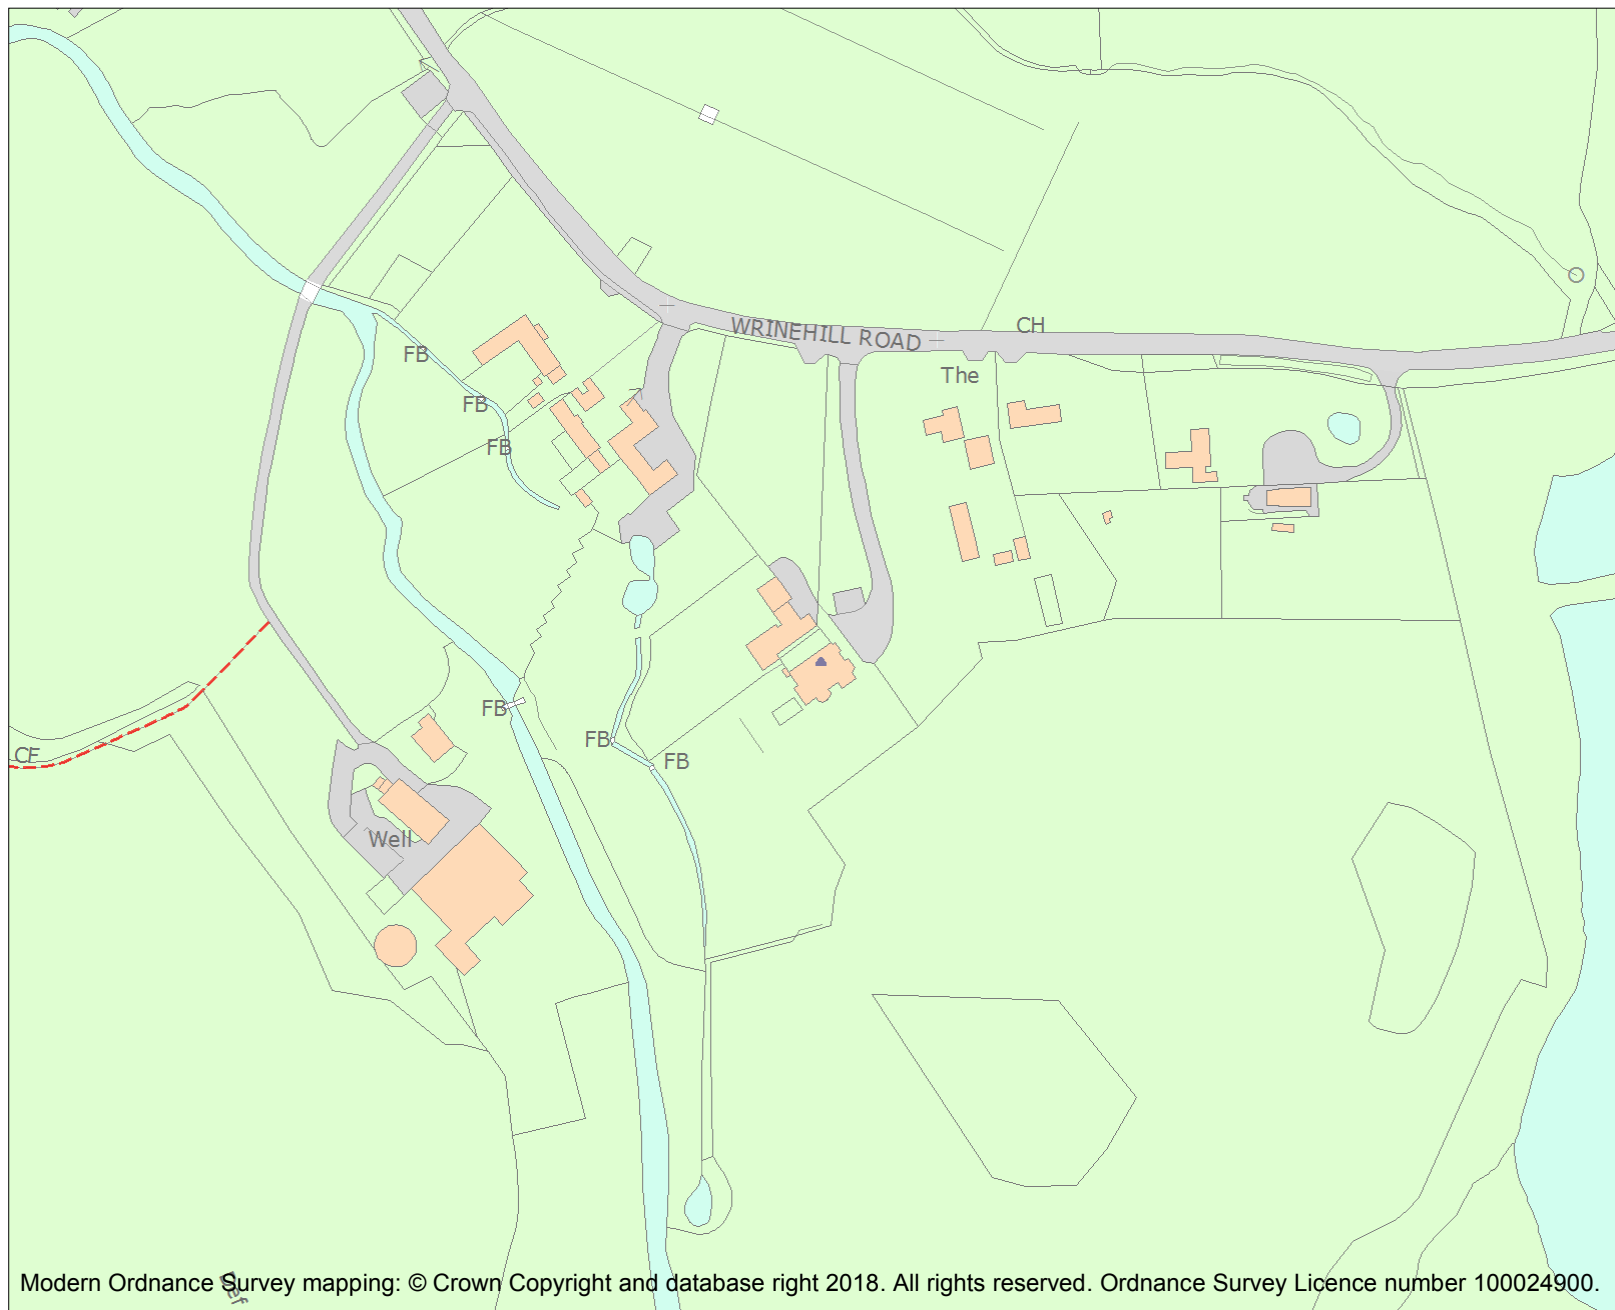 CH
WRINEHILL ROAD
FB
The
FB
FB
FB
FB
CF
FB
Well
Def
Modern Ordnance Survey mapping: © Crown Copyright and database right 2018. All rights reserved. Ordnance Survey Licence number 100024900.